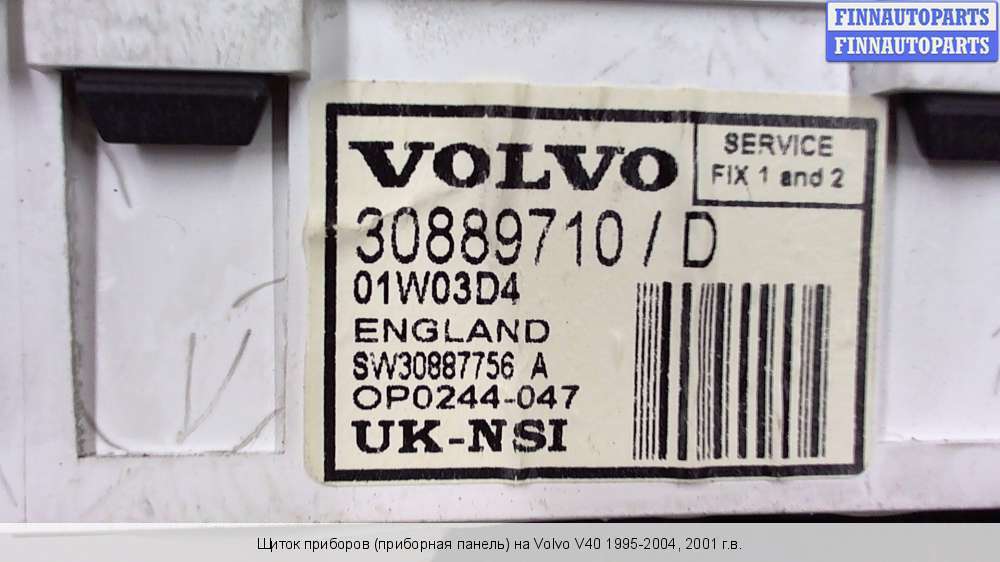 FINNAUTOPARTS
FINNAUTOPARTS
VOLVO
SERVICE
FIX 1 and 2
30889710 / D
01W03D4
ENGLAND
SW30887756 A
OP0244-047
UK-NSI
Щиток приборов (приборная панель) на Volvo V40 1995-2004, 2001 г.в.